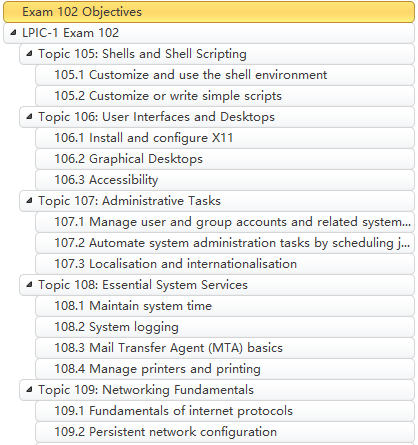 Exam 102 Objectives
LPIC-1 Exam 102
Topic 105: Shells and Shell Scripting
105.1 Customize and use the shell environment
105.2 Customize or write simple scripts
Topic 106: User Interfaces and Desktops
106.1 Install and configure X11
106.2 Graphical Desktops
106.3 Accessibility
Topic 107: Administrative Tasks
107.1 Manage user and group accounts and related system...
107.2 Automate system administration tasks by scheduling j...
107.3 Localisation and internationalisation
Topic 108: Essential System Services
108.1 Maintain system time
108.2 System logging
108.3 Mail Transfer Agent (MTA) basics
108.4 Manage printers and printing
Topic 109: Networking Fundamentals
109.1 Fundamentals of internet protocols
109.2 Persistent network configuration